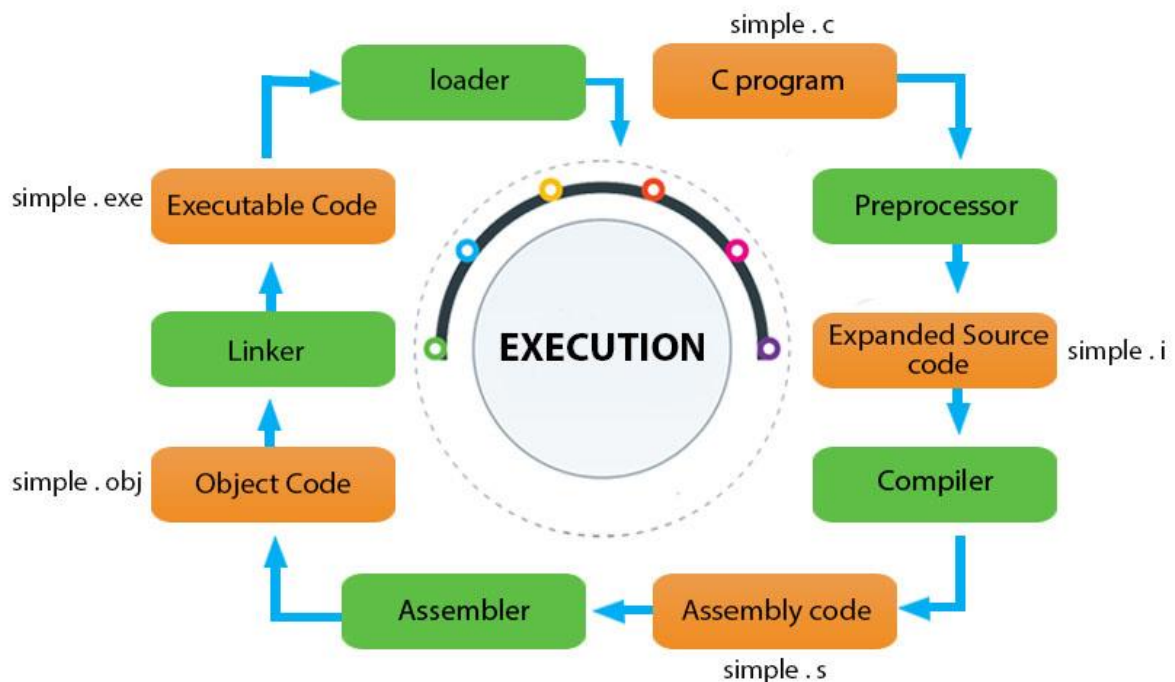 simple . c
C program
Preprocessor
Expanded Source
code
simple . i
Compiler
Assembly code
simple . s
Assembler
Object Code
simple . obj
Linker
Executable Code
simple . exe
loader
EXECUTION